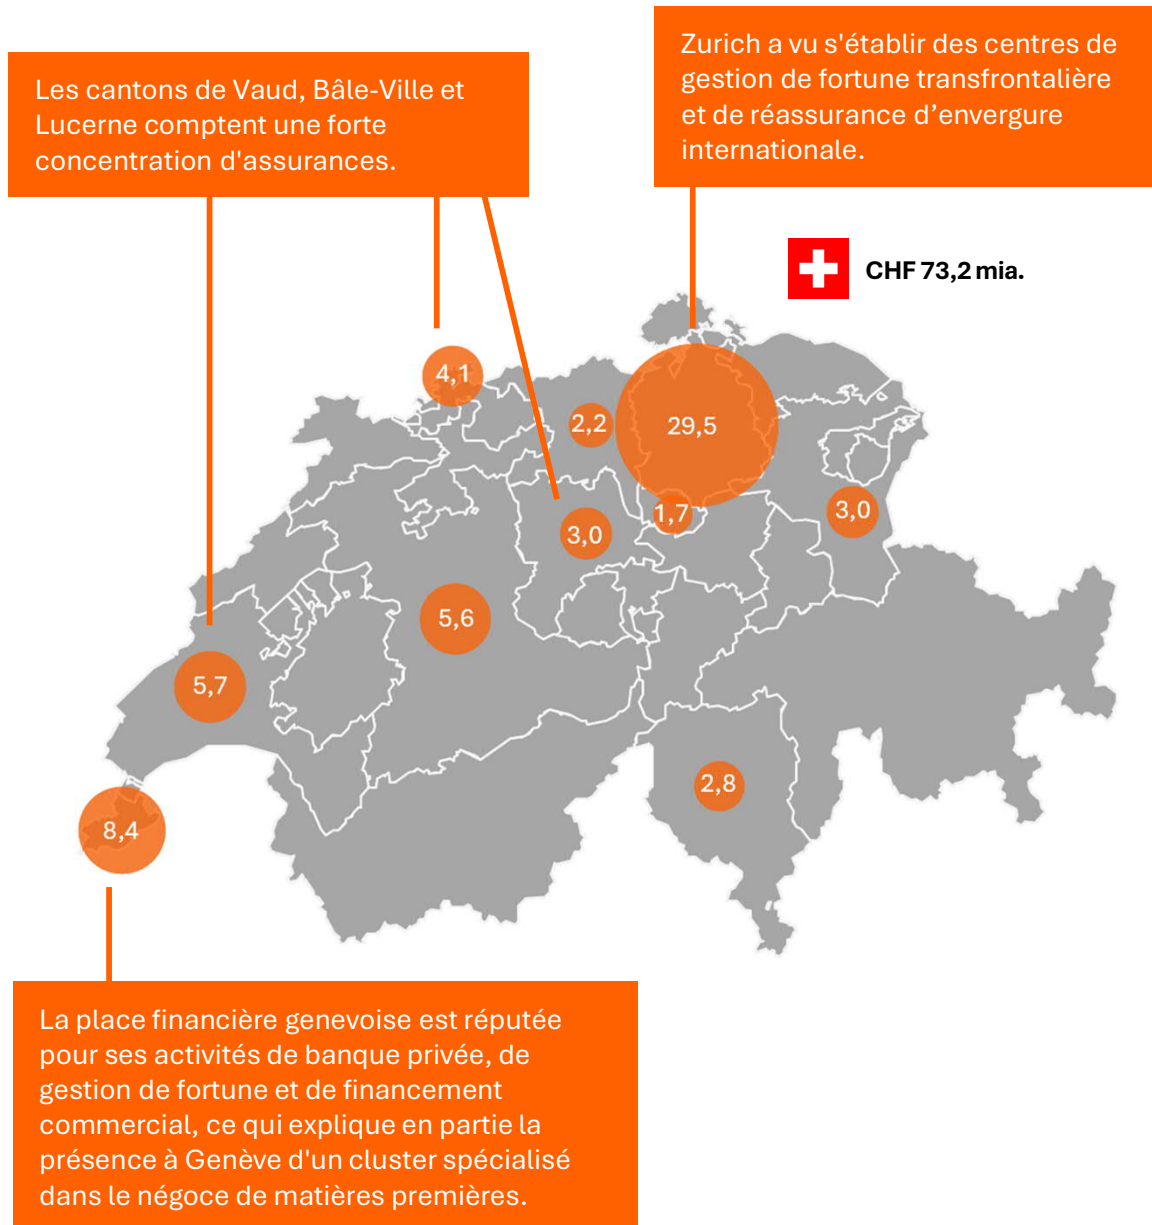 Zurich a vu s'établir des centres de
gestion de fortune transfrontalière
et de réassurance d’envergure
internationale.
Les cantons de Vaud, Bâle-Ville et
Lucerne comptent une forte
concentration d'assurances.
CHF 73,2 mia.
4,1
2,2
29,5
1,7
3,0
3,0
5,6
5,7
2,8
8,4
La place financière genevoise est réputée
pour ses activités de banque privée, de
gestion de fortune et de financement
commercial, ce qui explique en partie la
présence à Genève d'un cluster spécialisé
dans le négoce de matières premières.